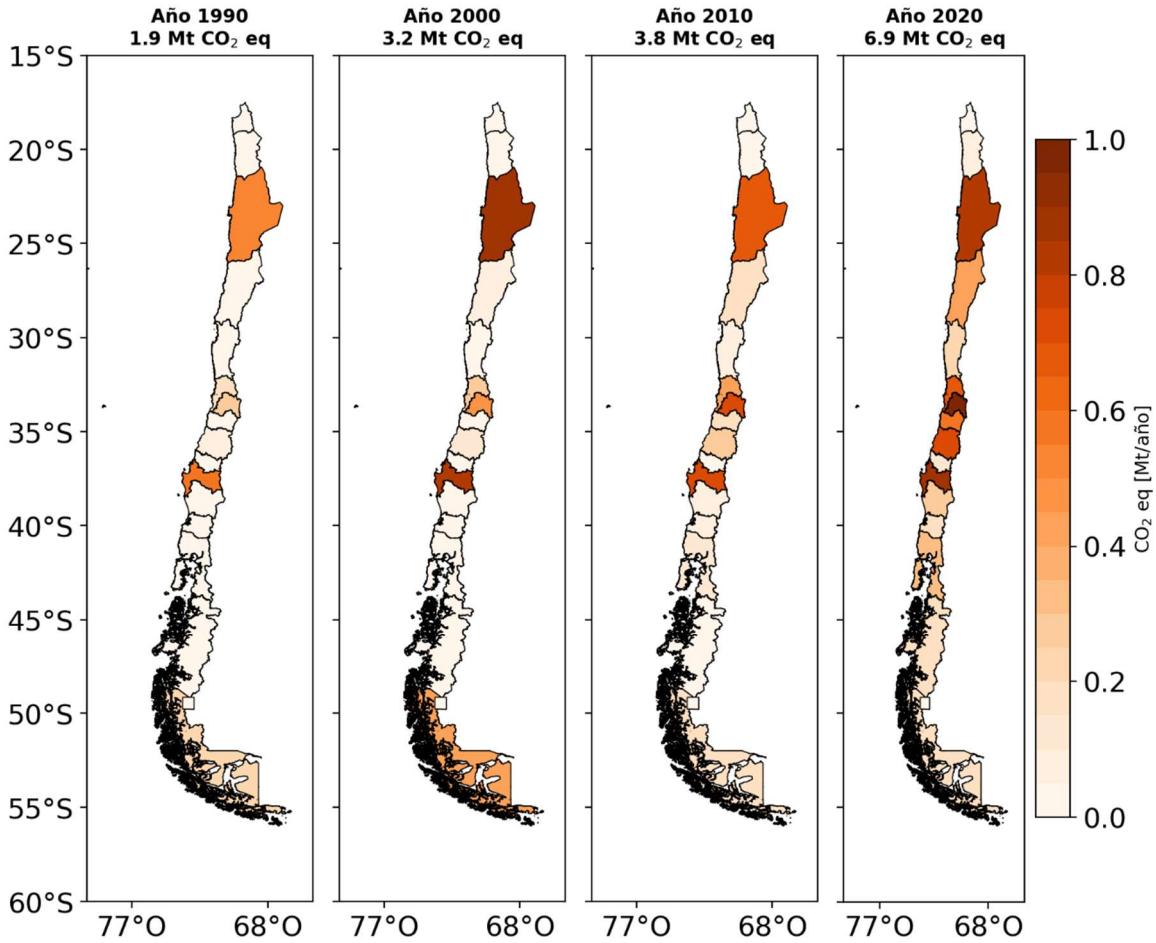 Año 1990
1.9 Mt CO₂ eq
Año 2000
3.2 Mt CO₂ eq
Año 2010
3.8 Mt CO₂ eq
Año 2020
6.9 Mt CO₂ eq
15°S
20°S
25°S
30°S
35°S
40°S
45°S
50°S
55°S
60°S
77°O 68°O
77°O 68°O
77°O 68°O
77°O 68°O
1.0
0.8
0.6
0.4
0.2
0.0
CO₂ eq [Mt/año]